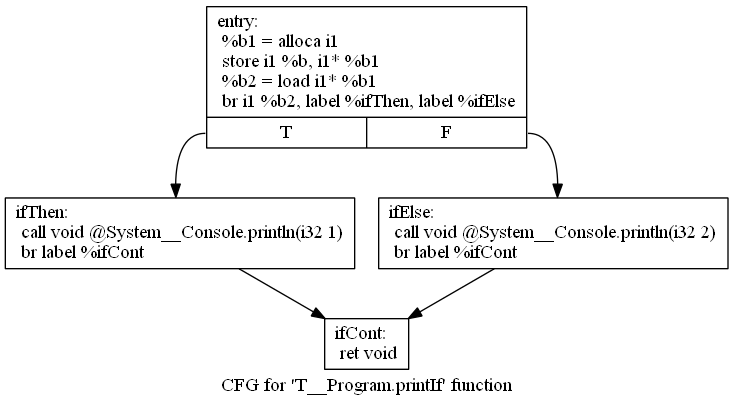 entry:
%b1 = alloca i1
store i1 %b, i1* %b1
%b2 = load i1* %b1
br i1 %b2, label %ifThen, label %ifElse
T F
ifThen:
call void @System__Console.println(i32 1)
br label %ifCont
ifElse:
call void @System__Console.println(i32 2)
br label %ifCont
ifCont:
ret void
CFG for 'T__Program.printIf' function